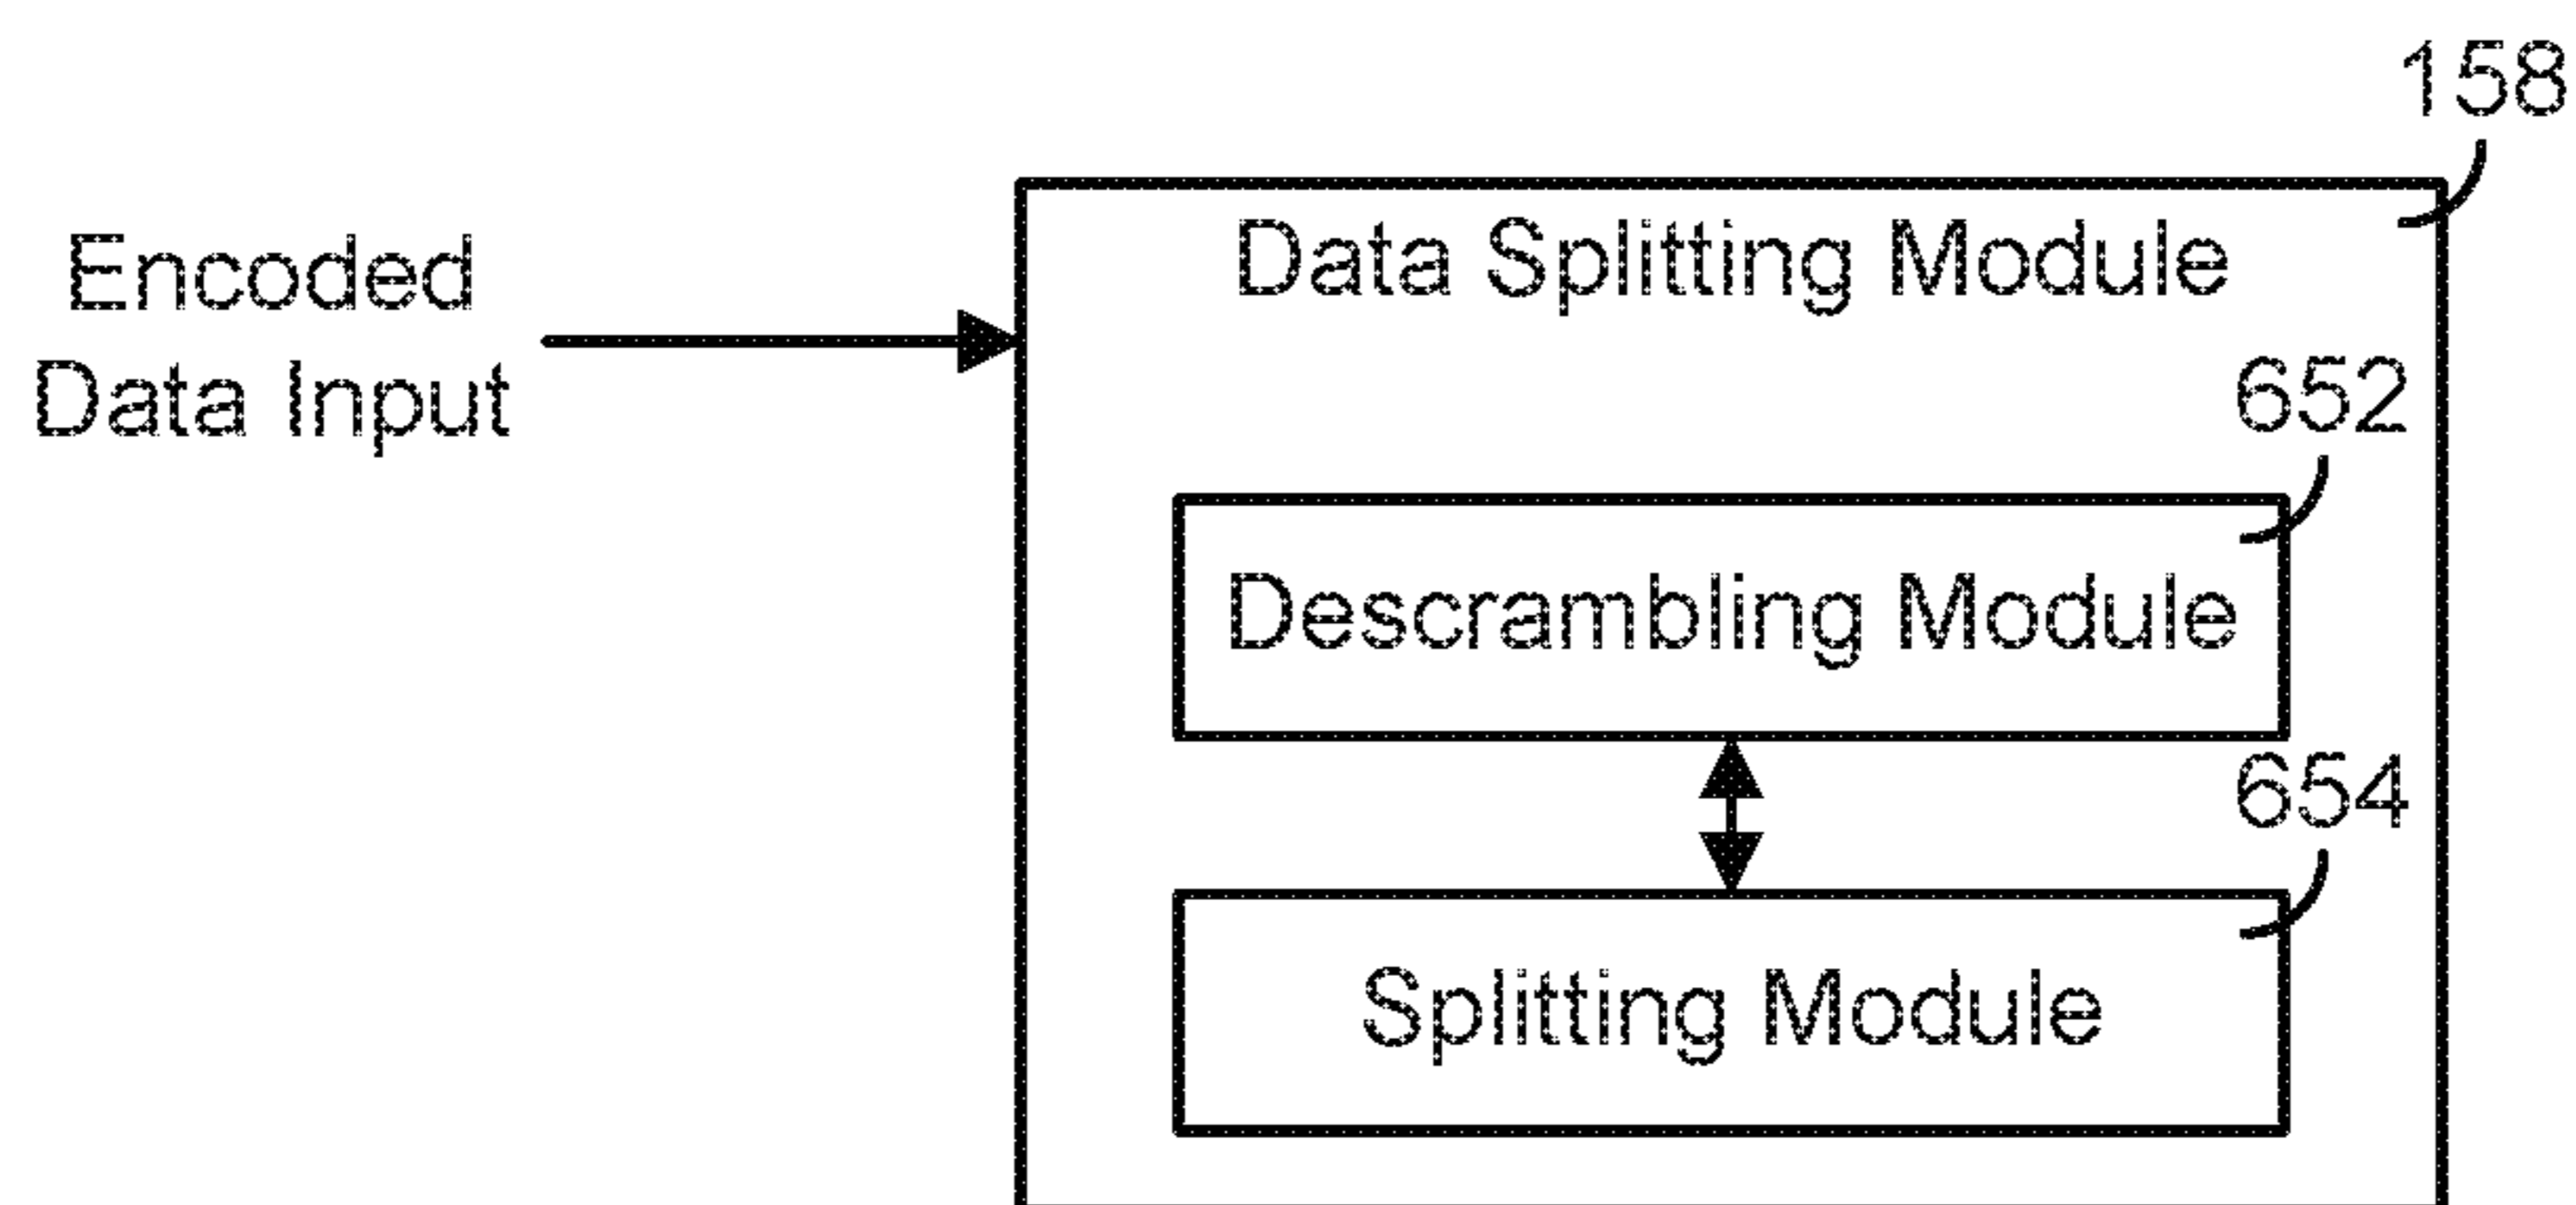 158
Data Splitting Module
Encoded
Data Input
652
Descrambling Module
654
Splitting Module